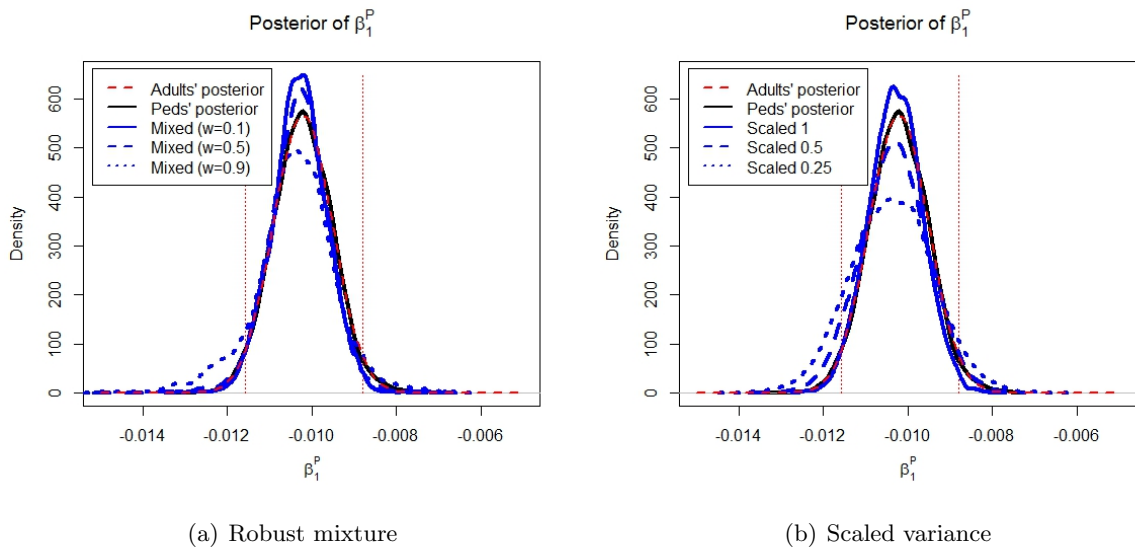 Posterior of β₁ᴾ
Adults' posterior
Peds' posterior
Mixed (w=0.1)
Mixed (w=0.5)
Mixed (w=0.9)
Density
0
100
200
300
400
500
600
-0.014
-0.012
-0.010
-0.008
-0.006
β₁ᴾ
(a) Robust mixture
Posterior of β₁ᴾ
Adults' posterior
Peds' posterior
Scaled 1
Scaled 0.5
Scaled 0.25
Density
0
100
200
300
400
500
600
-0.014
-0.012
-0.010
-0.008
-0.006
β₁ᴾ
(b) Scaled variance